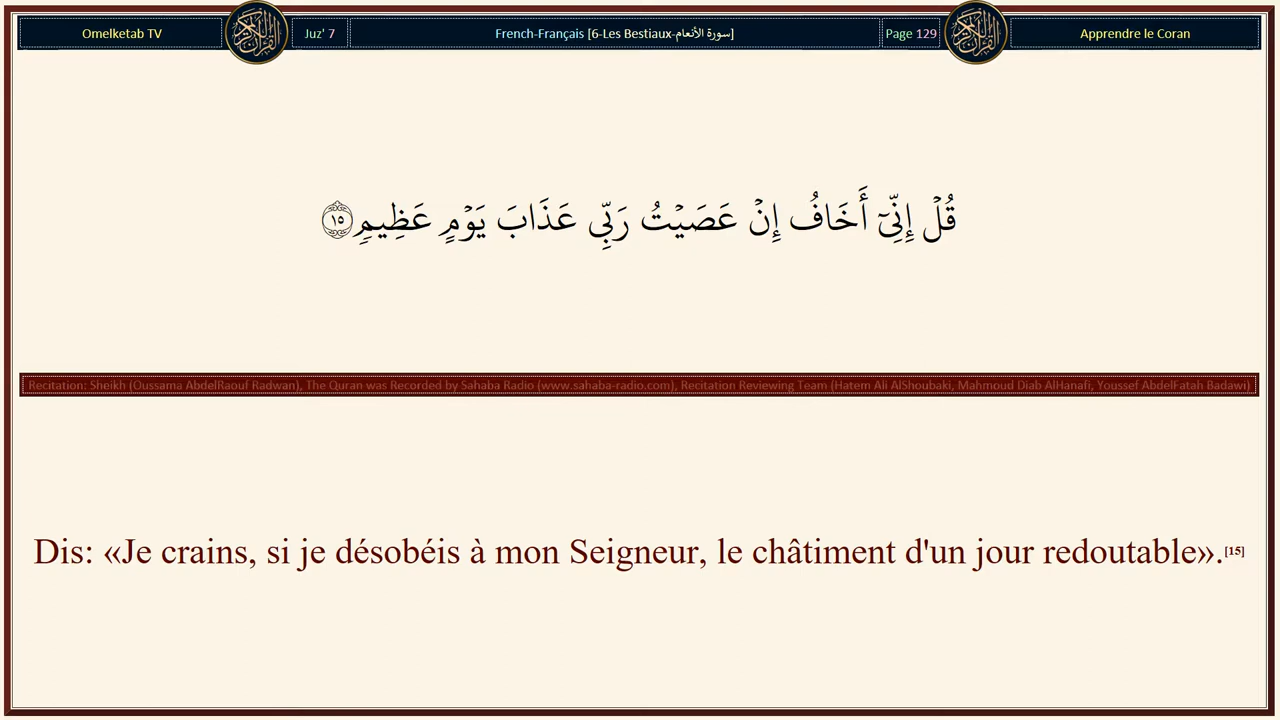 Omelketab TV
Juz' 7
French-Français [6-Les Bestiaux-سورة الأنعام]
Page 129
Apprendre le Coran
قُلۡ إِنِّيٓ أَخَافُ إِنۡ عَصَيۡتُ رَبِّي عَذَابَ يَوۡمٍ عَظِيمٖ ١٥
Recitation: Sheikh (Oussama AbdelRaouf Radwan), The Quran was Recorded by Sahaba Radio (www.sahaba-radio.com), Recitation Reviewing Team (Hatem Ali AlShoubaki, Mahmoud Diab AlHanafi, Youssef AbdelFatah Badawi)
Dis: «Je crains, si je désobéis à mon Seigneur, le châtiment d'un jour redoutable».[15]